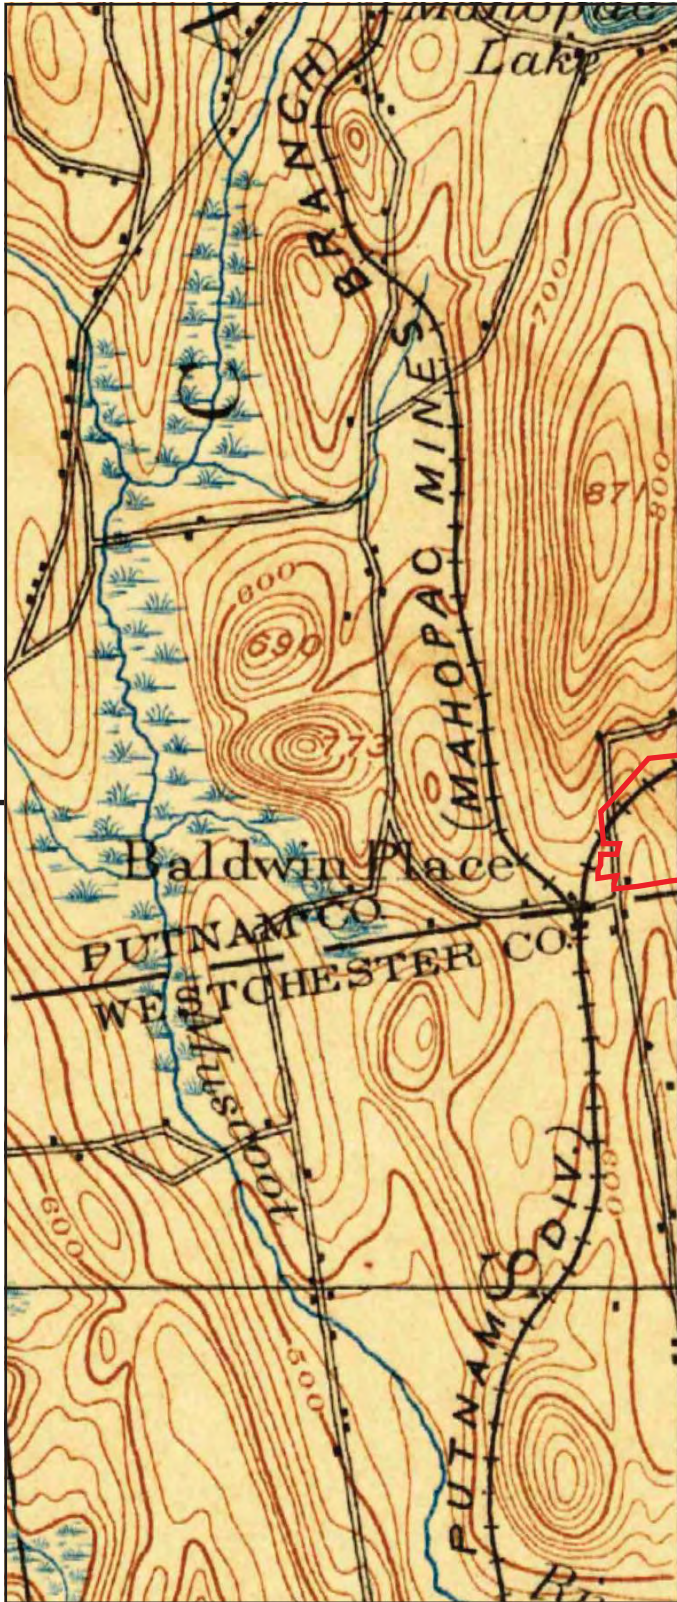 Mahopac
Lake
A
BRANCH)
700
C
(MAHOPAC MINES
871
800
600
690
773
Baldwin Place
PUTNAM CO.
WESTCHESTER CO.
Muscoot
600
600
S
PUTNAM DIV.)
500